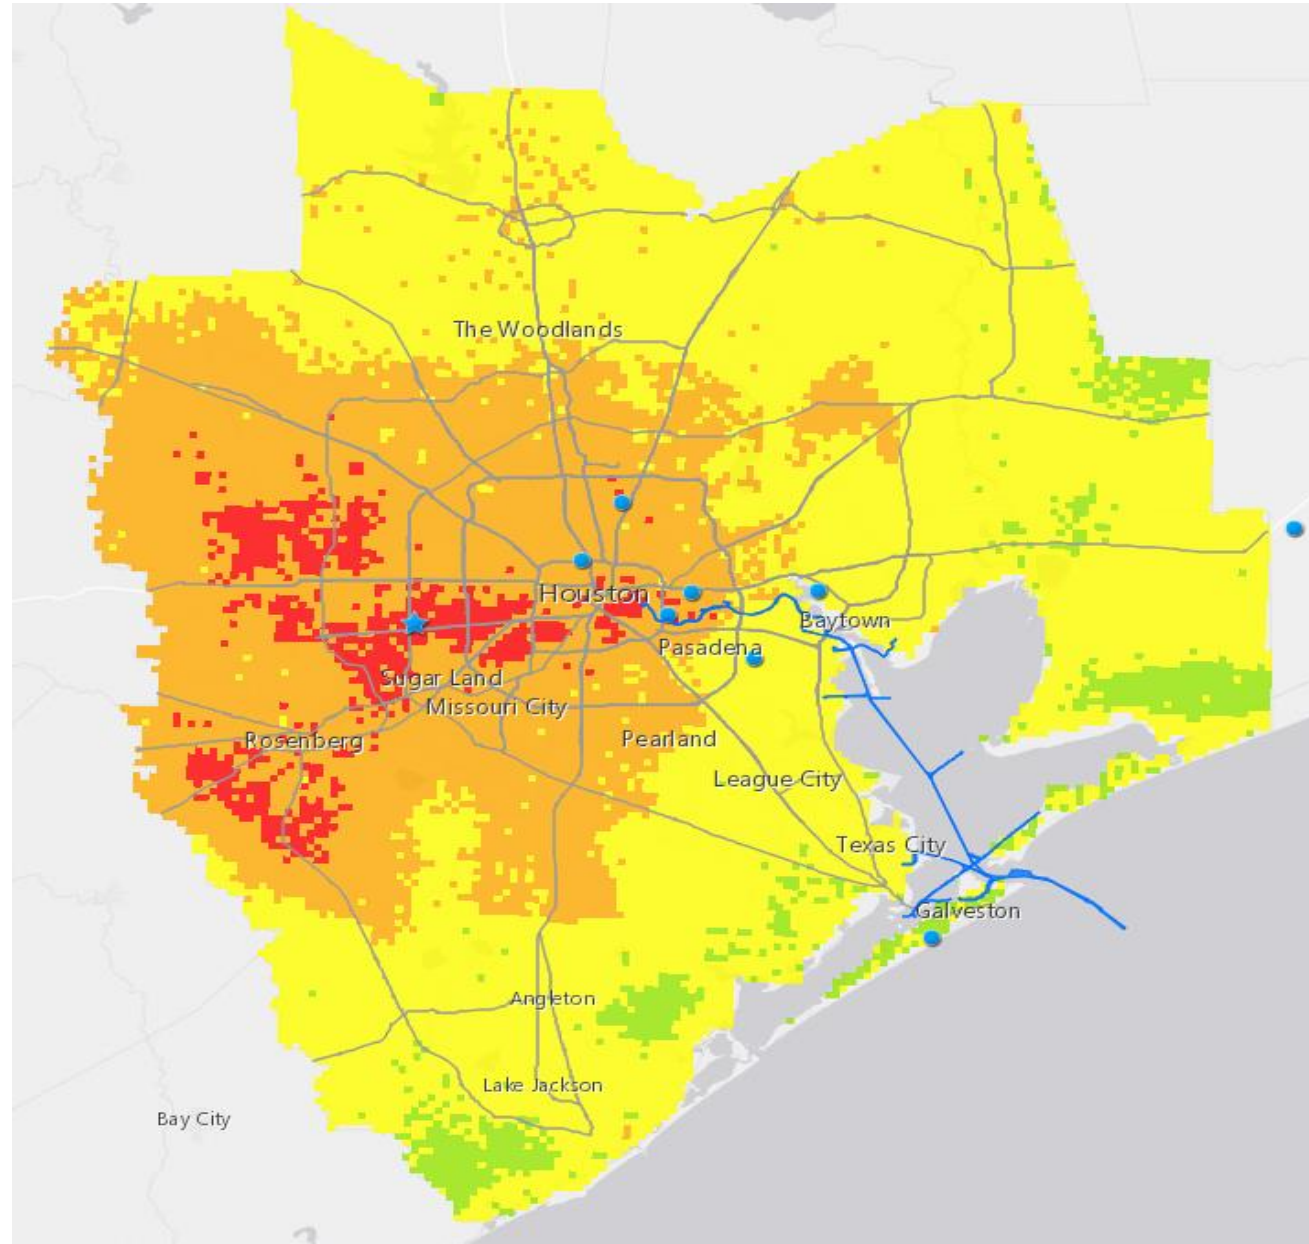 The Woodlands
Houston
Baytown
Pasadena
Sugar Land
Missouri City
Rosenberg
Pearland
League City
Texas City
Galveston
Angleton
Lake Jackson
Bay City